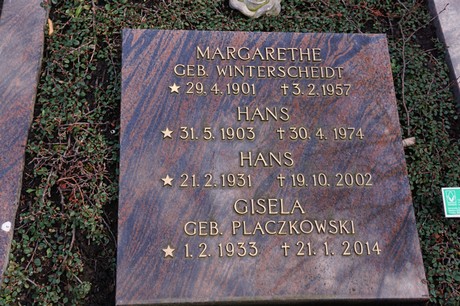 MARGARETHE
GEB. WINTERSCHEIDT
★ 29. 4. 1901 ✝ 3. 2. 1957
HANS
★ 31. 5. 1903 ✝ 30. 4. 1974
HANS
★ 21. 2. 1931 ✝ 19. 10. 2002
GISELA
GEB. PLACZKOWSKI
★ 1. 2. 1933 ✝ 21. 1. 2014